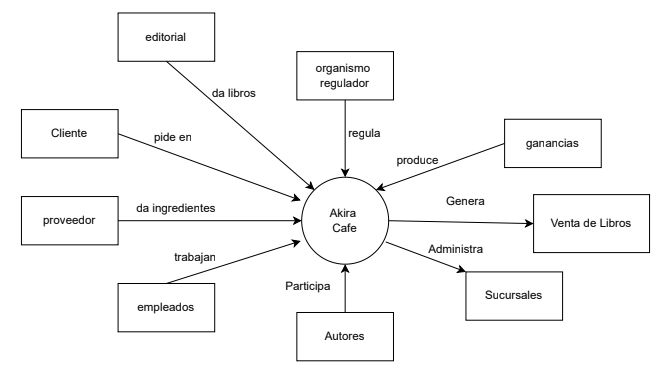 editorial
organismo
regulador
da libros
Cliente
pide en
regula
ganancias
produce
proveedor
da ingredientes
Akira
Cafe
Genera
Venta de Libros
trabajan
Administra
empleados
Participa
Sucursales
Autores